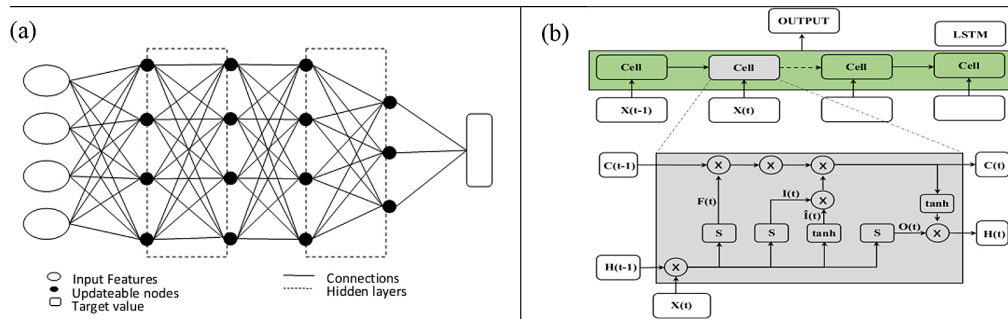 (a)
Input Features
Updateable nodes
Target value
Connections
Hidden layers
(b)
OUTPUT
LSTM
Cell
Cell
Cell
Cell
X(t-1)
X(t)
C(t-1)
X
X
X
C(t)
F(t)
I(t)
X
Î(t)
tanh
S
S
tanh
S
O(t)
X
H(t)
H(t-1)
X
X(t)